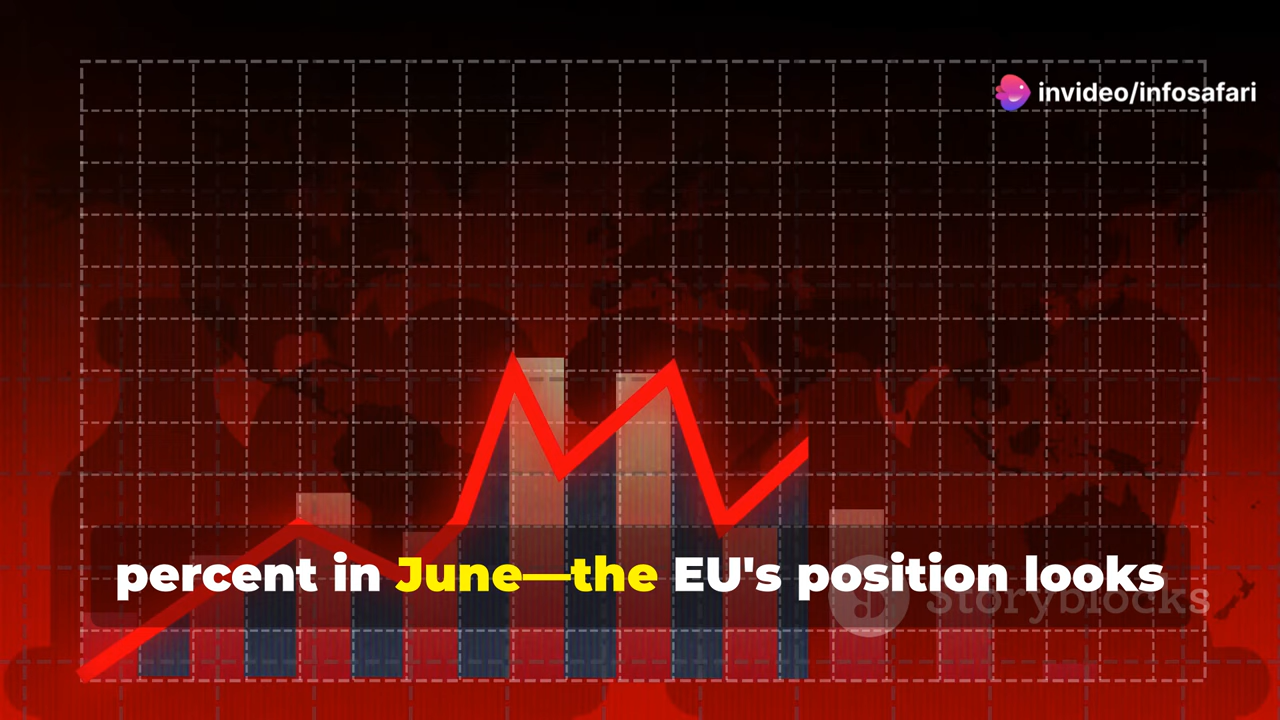 invideo/infosafari
percent in June—the EU's position looks
Storyblocks